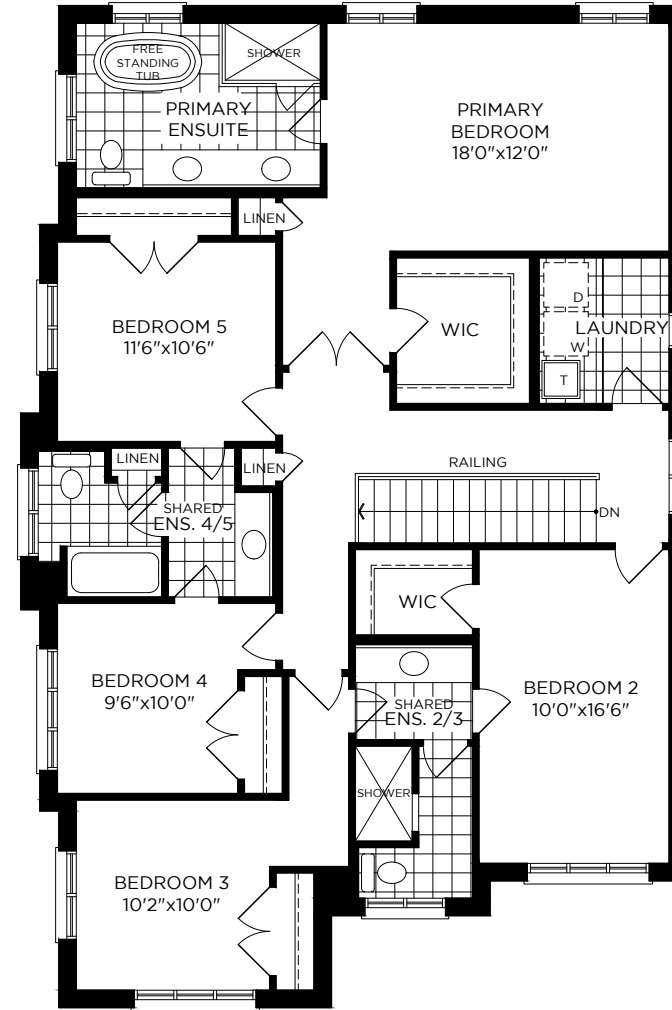 FREE
STANDING
TUB
SHOWER
PRIMARY
ENSUITE
PRIMARY
BEDROOM
18'0"x12'0"
LINEN
BEDROOM 5
11'6"x10'6"
WIC
D
LAUNDRY
W
T
LINEN
LINEN
RAILING
SHARED
ENS. 4/5
DN
WIC
BEDROOM 4
9'6"x10'0"
BEDROOM 2
10'0"x16'6"
SHARED
ENS. 2/3
SHOWER
BEDROOM 3
10'2"x10'0"